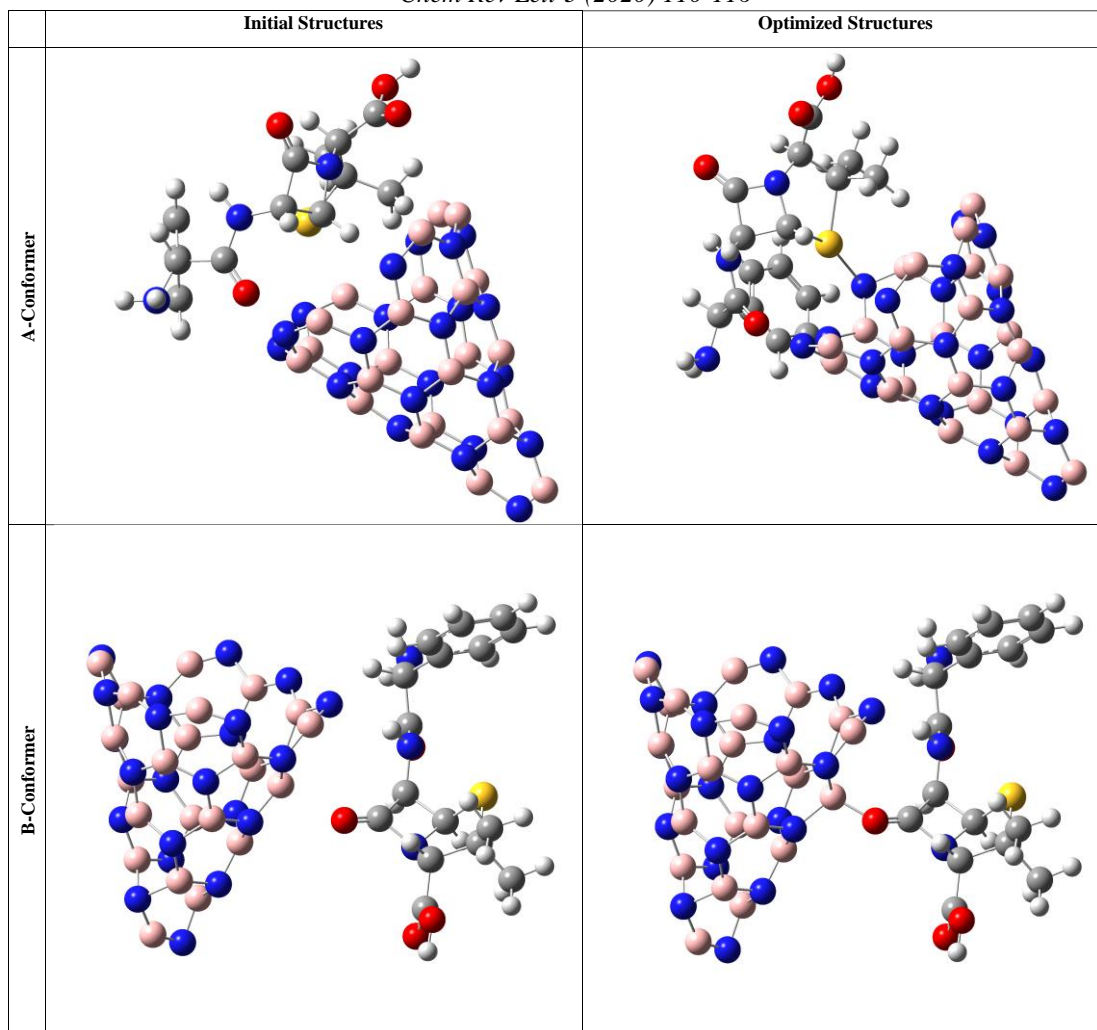 Initial Structures
Optimized Structures
A-Conformer
B-Conformer